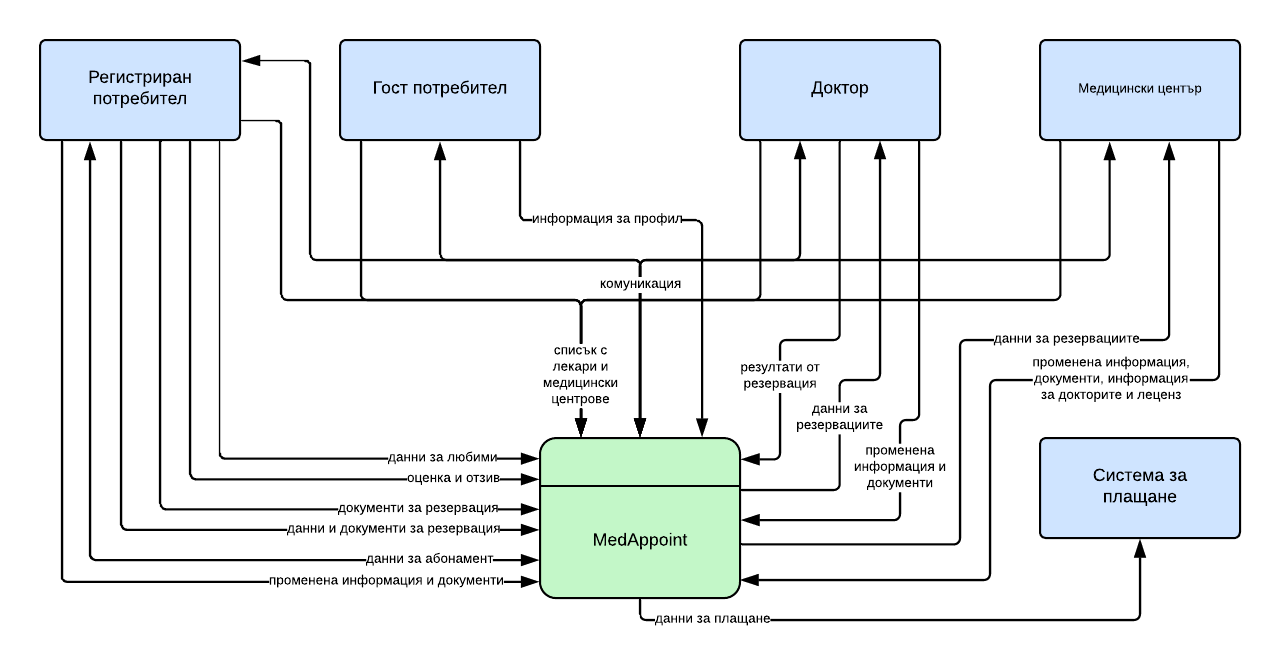 Регистриран
потребител
Гост потребител
Доктор
Медицински център
информация за профил
комуникация
списък с
лекари и
медицински
центрове
резултати от
резервация
данни за
резервациите
променена
информация и
документи
данни за резервациите
променена информация,
документи, информация
за докторите и леценз
данни за любими
оценка и отзив
документи за резервация
данни и документи за резервация
данни за абонамент
променена информация и документи
MedAppoint
Система за
плащане
данни за плащане